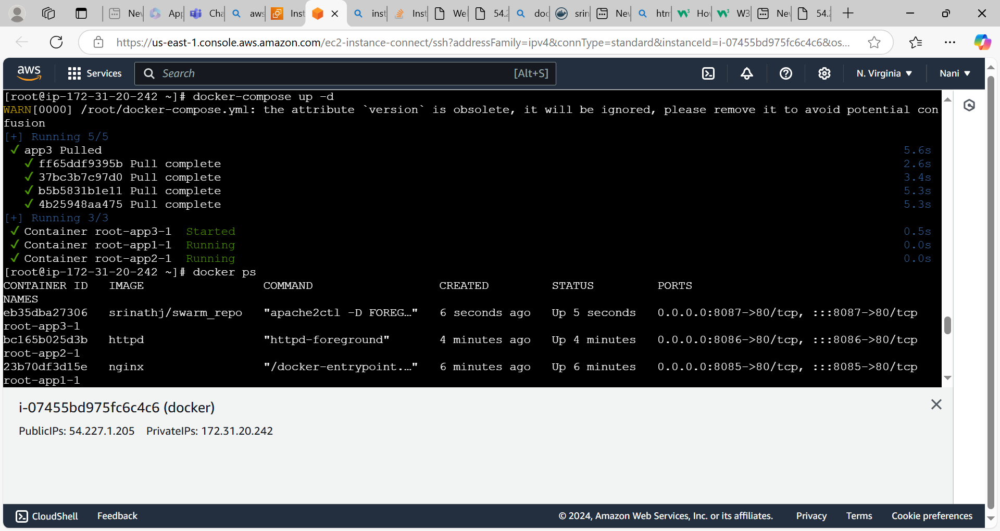 New
App
Cha
aws
Inst
inst
Inst
Wel
54.2
doc
srin
New
htm
Ho
W3
New
54.2
https://us-east-1.console.aws.amazon.com/ec2-instance-connect/ssh?addressFamily=ipv4&connType=standard&instanceId=i-07455bd975fc6c4c6&os...
aws Services Search [Alt+S] N. Virginia Nani
[root@ip-172-31-20-242 ~]# docker-compose up -d
WARN[0000] /root/docker-compose.yml: the attribute `version` is obsolete, it will be ignored, please remove it to avoid potential con
fusion
[+] Running 5/5
✓ app3 Pulled 5.6s
✓ ff65ddf9395b Pull complete 2.6s
✓ 37bc3b7c97d0 Pull complete 3.4s
✓ b5b5831b1e11 Pull complete 5.3s
✓ 4b25948aa475 Pull complete 5.3s
[+] Running 3/3
✓ Container root-app3-1 Started 0.5s
✓ Container root-app1-1 Running 0.0s
✓ Container root-app2-1 Running 0.0s
[root@ip-172-31-20-242 ~]# docker ps
CONTAINER ID IMAGE COMMAND CREATED STATUS PORTS
NAMES
eb35dba27306 srinathj/swarm_repo "apache2ctl -D FOREG…" 6 seconds ago Up 5 seconds 0.0.0.0:8087->80/tcp, :::8087->80/tcp
root-app3-1
bc165b025d3b httpd "httpd-foreground" 4 minutes ago Up 4 minutes 0.0.0.0:8086->80/tcp, :::8086->80/tcp
root-app2-1
23b70df3d15e nginx "/docker-entrypoint.…" 6 minutes ago Up 6 minutes 0.0.0.0:8085->80/tcp, :::8085->80/tcp
root-app1-1
i-07455bd975fc6c4c6 (docker)
PublicIPs: 54.227.1.205 PrivateIPs: 172.31.20.242
CloudShell Feedback © 2024, Amazon Web Services, Inc. or its affiliates. Privacy Terms Cookie preferences